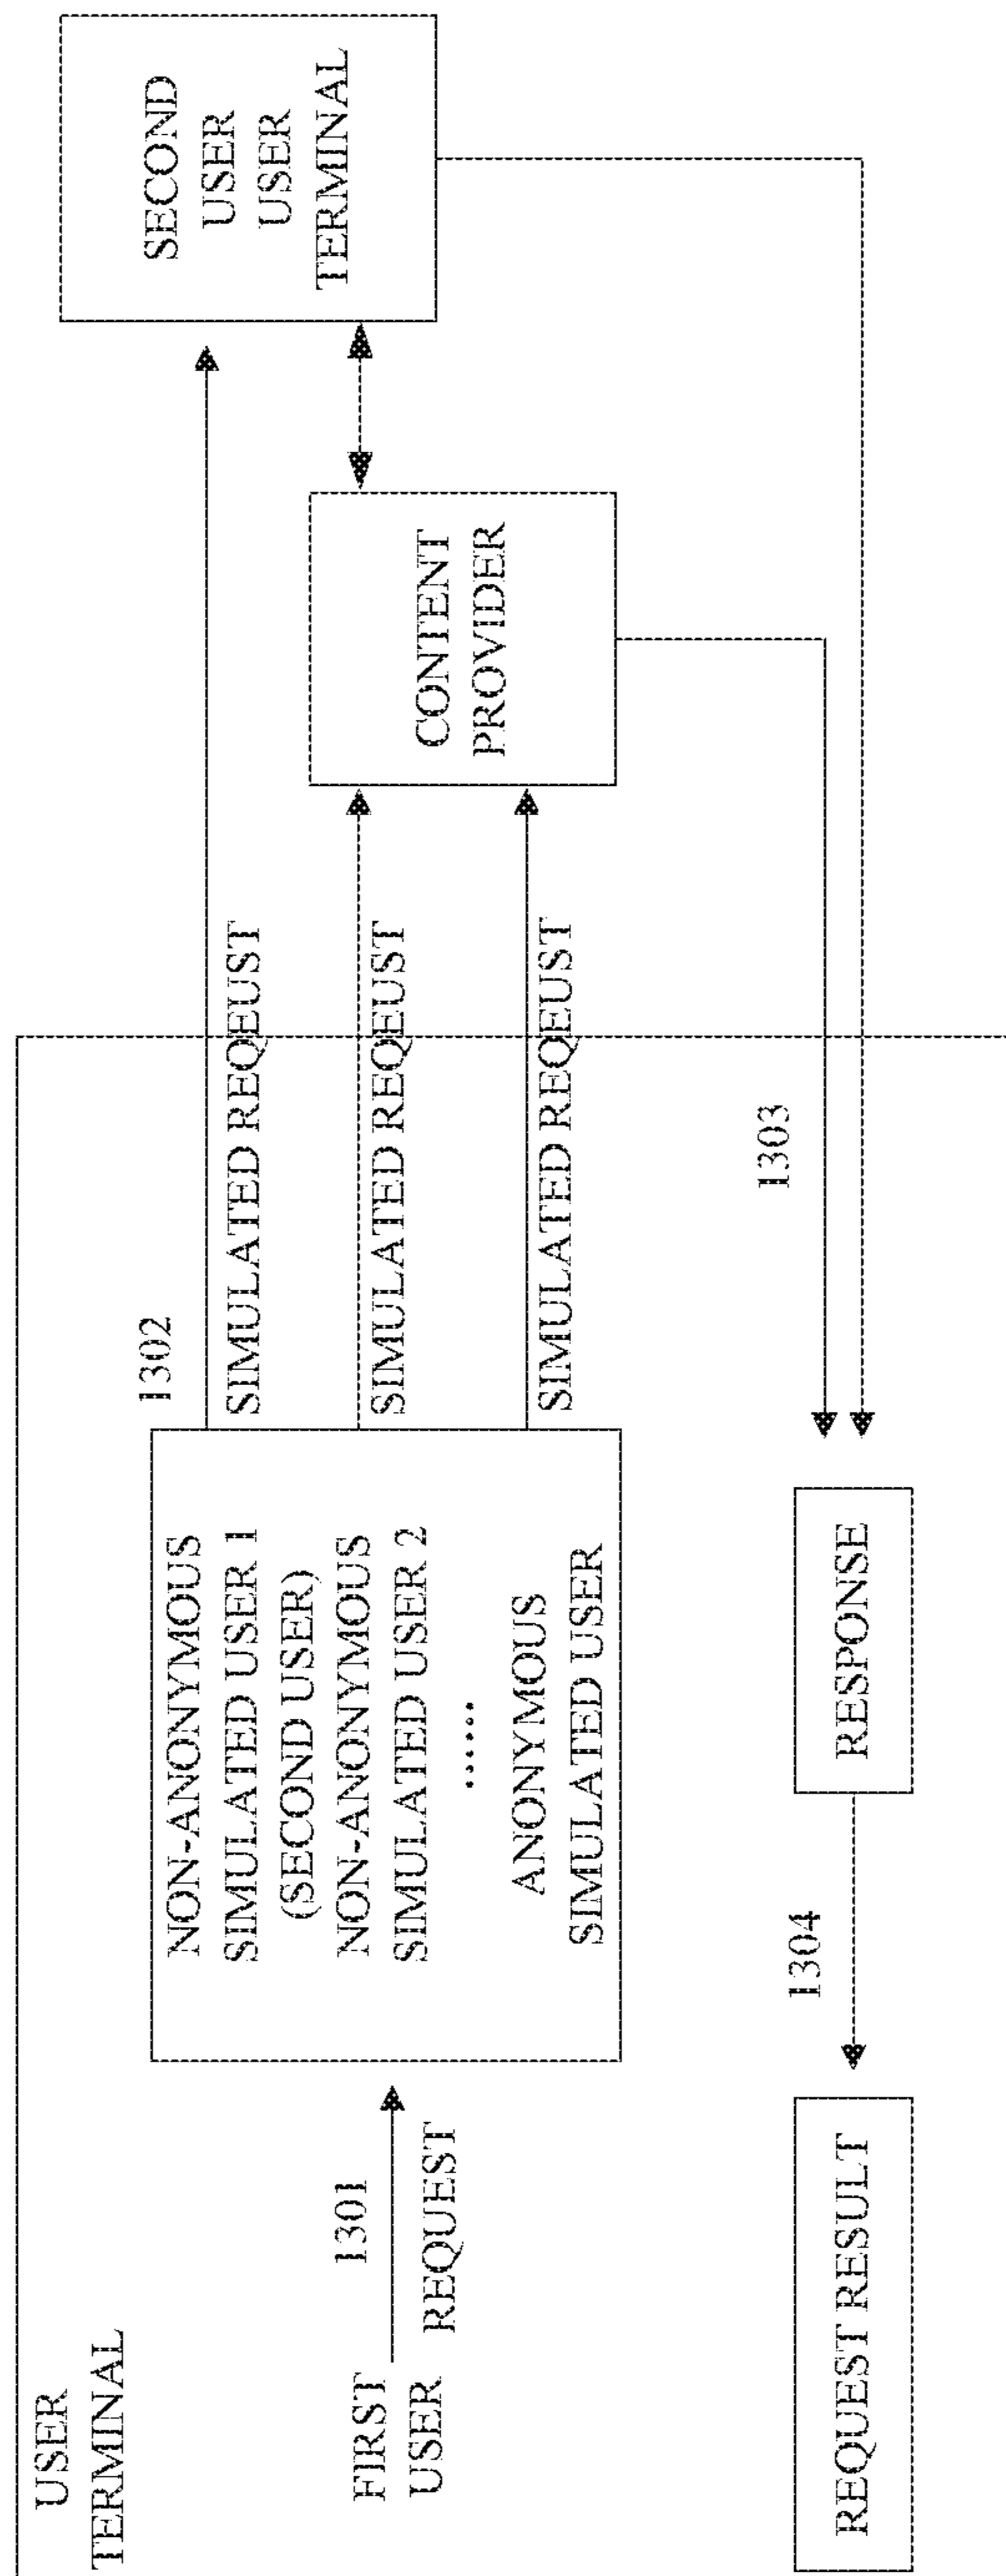 USER
TERMINAL
FIRST
USER
1301
REQUEST
NON-ANONYMOUS
SIMULATED USER 1
(SECOND USER)
NON-ANONYMOUS
SIMULATED USER 2
......
ANONYMOUS
SIMULATED USER
1302
SIMULATED REQEUST
SIMULATED REQEUST
SIMULATED REQEUST
CONTENT
PROVIDER
SECOND
USER
USER
TERMINAL
1303
RESPONSE
1304
REQUEST RESULT